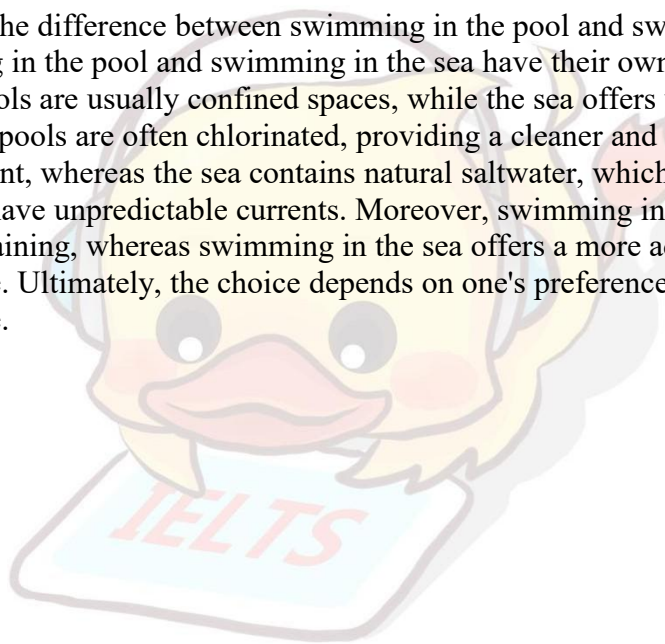 he difference between swimming in the pool and sw
g in the pool and swimming in the sea have their own
ols are usually confined spaces, while the sea offers
pools are often chlorinated, providing a cleaner and
nt, whereas the sea contains natural saltwater, which
have unpredictable currents. Moreover, swimming in
aining, whereas swimming in the sea offers a more a
e. Ultimately, the choice depends on one's preference
e.
IELTS